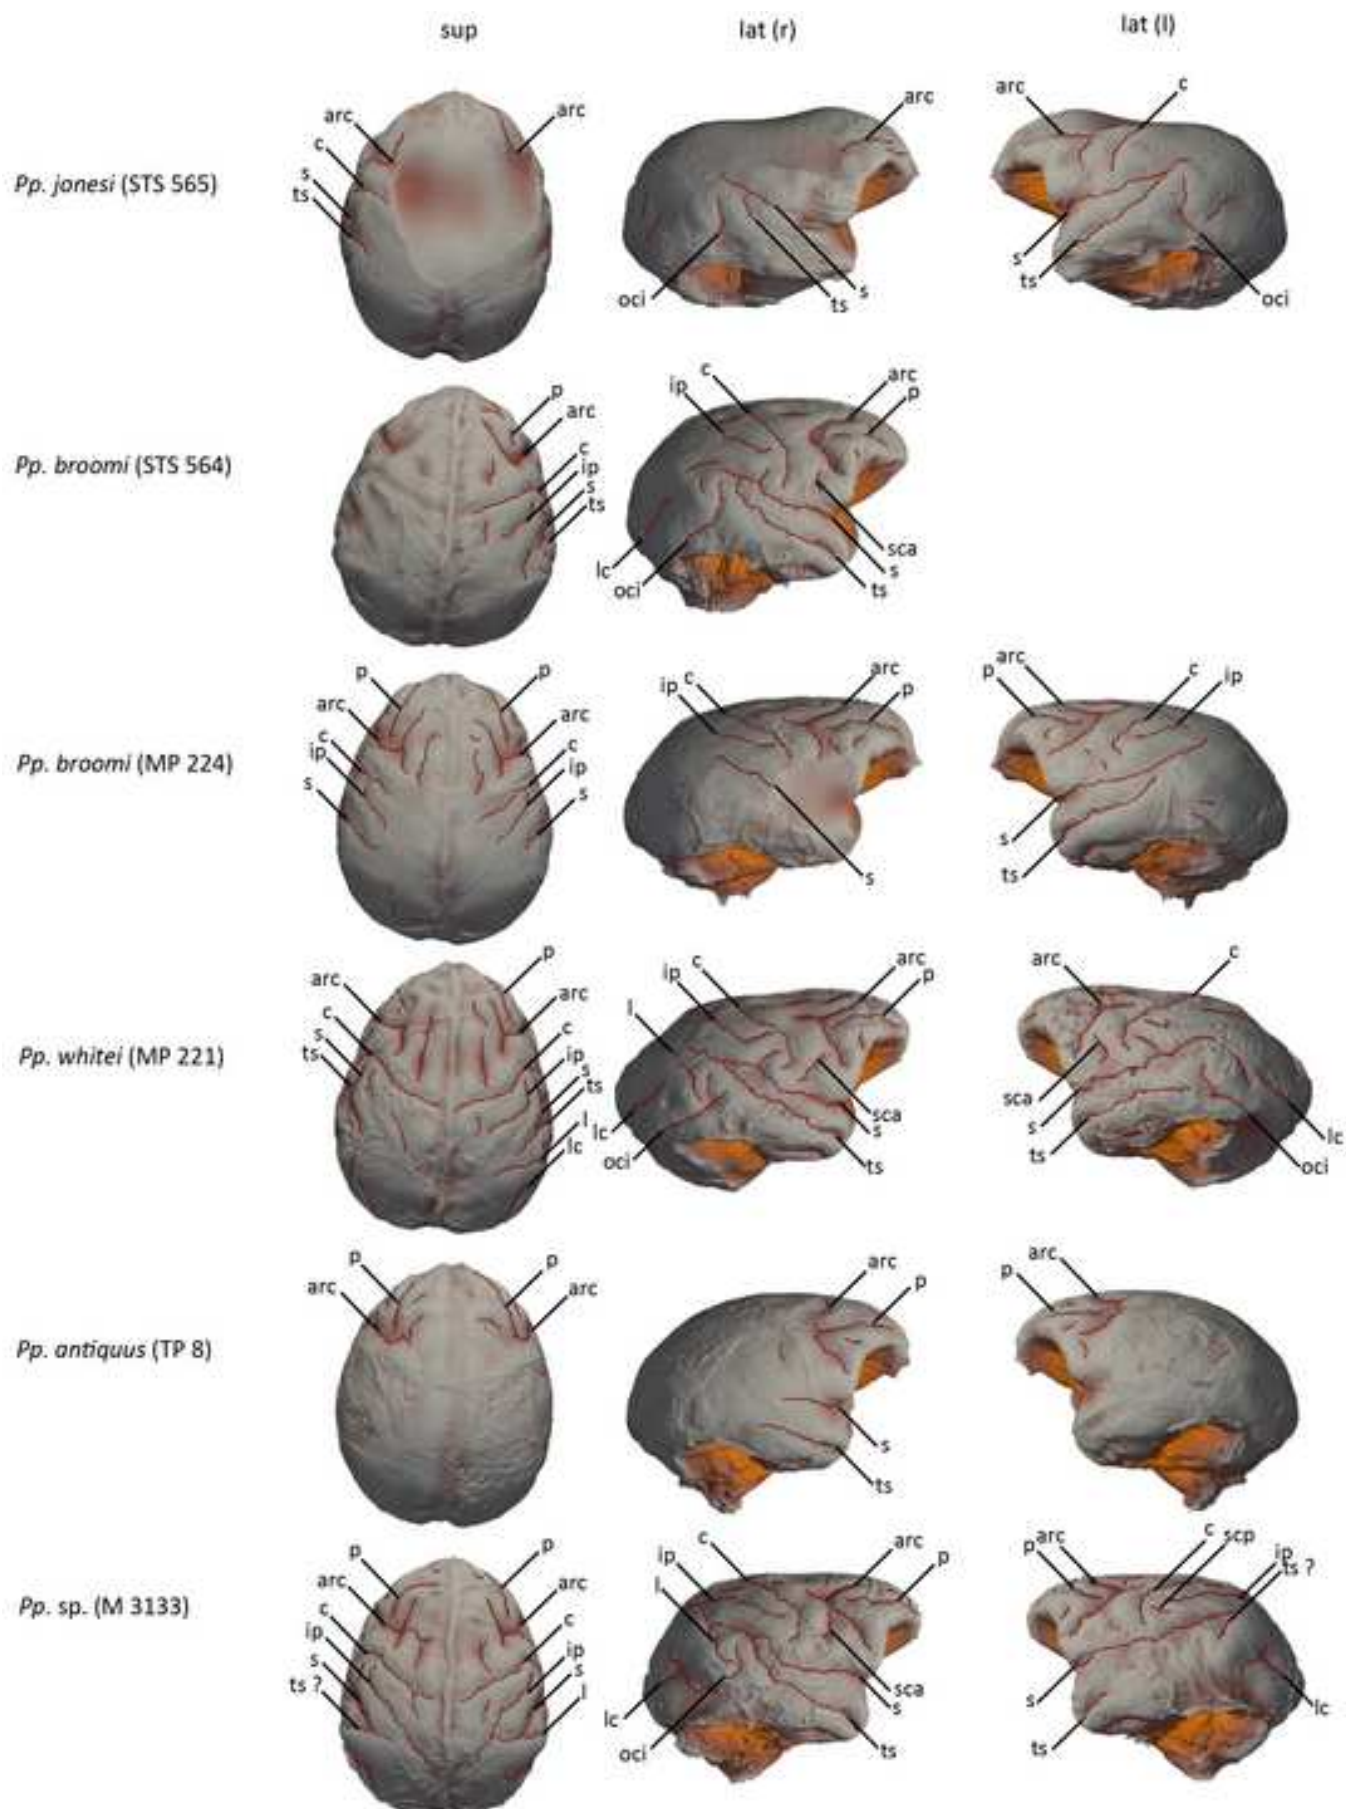 sup lat (r) lat (l)
Pp. jonesi (STS 565)
arc
c
s
ts
arc
arc
oci
ts
s
arc
c
s
ts
oci
Pp. broomi (STS 564)
p
arc
c
ip
s
ts
c
ip
arc
p
lc
oci
sca
s
ts
Pp. broomi (MP 224)
p
arc
c
ip
s
p
arc
c
ip
s
ip
c
arc
p
s
p
arc
c
ip
s
ts
Pp. whitei (MP 221)
arc
c
s
ts
p
arc
c
ip
s
ts
l
lc
l
ip
c
arc
p
lc
oci
sca
s
ts
arc
c
sca
s
ts
lc
oci
Pp. antiquus (TP 8)
p
arc
p
arc
arc
p
s
ts
p
arc
Pp. sp. (M 3133)
p
arc
c
ip
s
ts ?
p
arc
c
ip
s
l
c
ip
l
arc
p
lc
oci
sca
s
ts
p
arc
c
scp
ip
ts ?
s
ts
lc